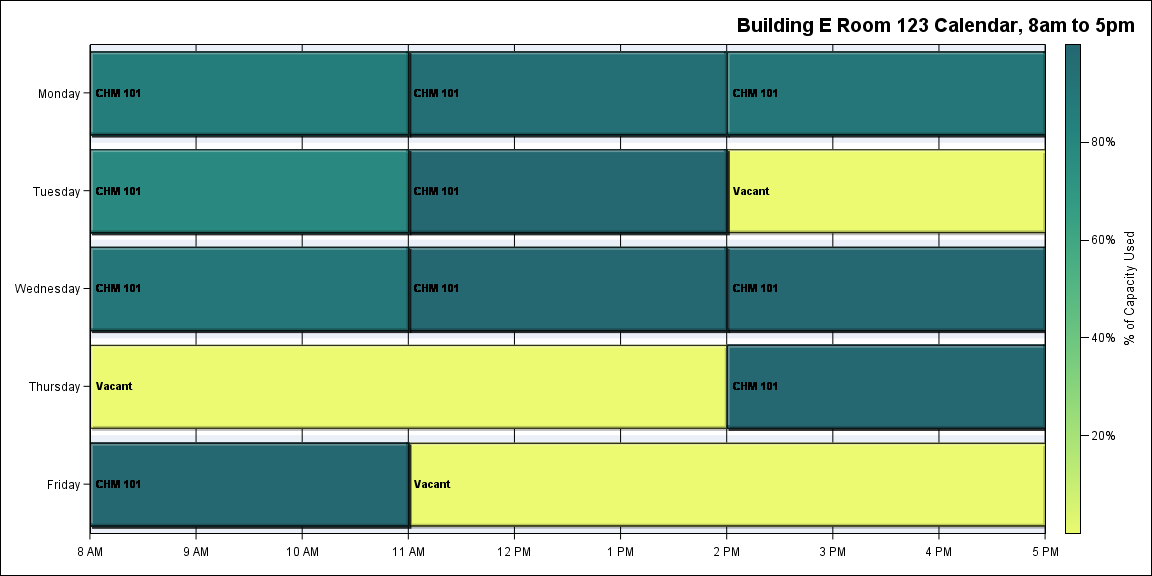 Building E Room 123 Calendar, 8am to 5pm
Monday
CHM 101
CHM 101
CHM 101
Tuesday
CHM 101
CHM 101
Vacant
Wednesday
CHM 101
CHM 101
CHM 101
Thursday
Vacant
CHM 101
Friday
CHM 101
Vacant
8 AM
9 AM
10 AM
11 AM
12 PM
1 PM
2 PM
3 PM
4 PM
5 PM
80%
60%
40%
20%
% of Capacity Used